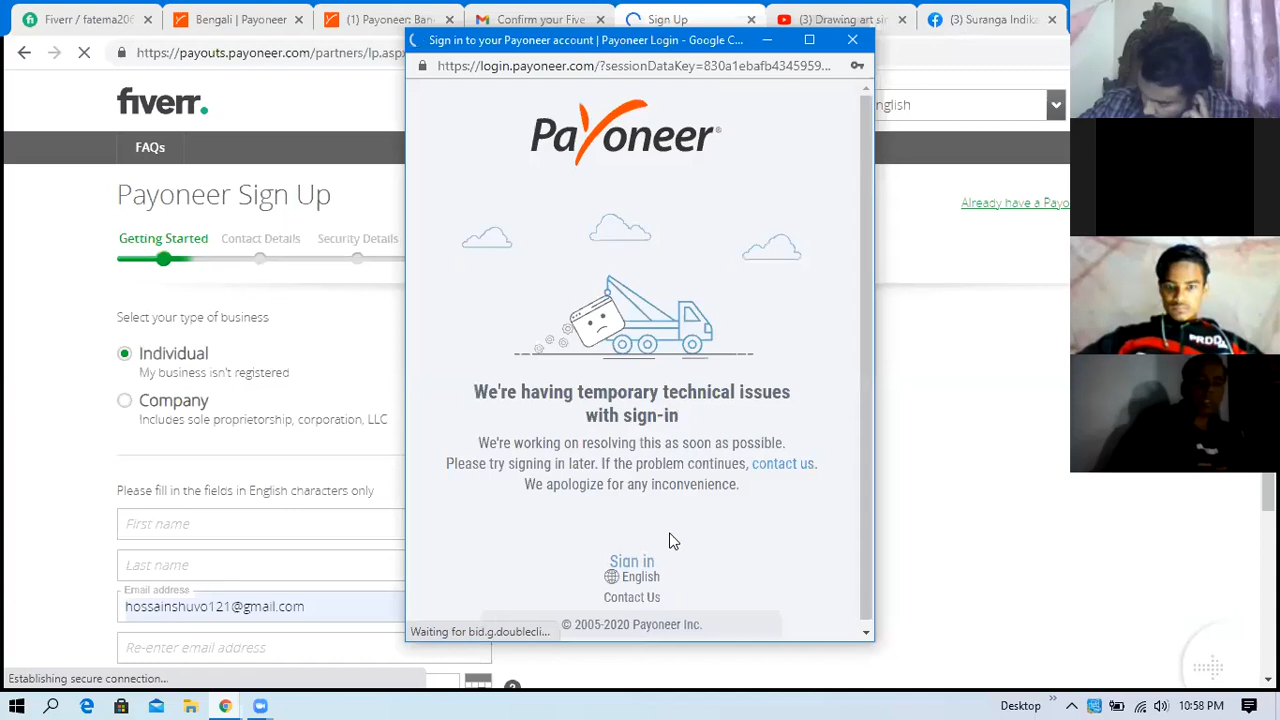 Fiverr / fatema206
Bengali | Payoneer
(1) Payoneer: Ban
Confirm your Five
Sign Up
(3) Drawing art si
(3) Suranga Indika
Sign in to your Payoneer account | Payoneer Login - Google C...
https://payouts.payoneer.com/partners/lp.aspx
https://login.payoneer.com/?sessionDataKey=830a1ebafb4345959...
fiverr.
nglish
FAQs
Payoneer®
Payoneer Sign Up
Already have a Payo
Getting Started
Contact Details
Security Details
Select your type of business
Individual
My business isn't registered
Company
Includes sole proprietorship, corporation, LLC
We're having temporary technical issues
with sign-in
We're working on resolving this as soon as possible.
Please try signing in later. If the problem continues, contact us.
We apologize for any inconvenience.
Please fill in the fields in English characters only
First name
Last name
Email address
hossainshuvo121@gmail.com
Re-enter email address
Sign in
English
Contact Us
© 2005-2020 Payoneer Inc.
Waiting for bid.g.doublecli...
Establishing secure connection...
Desktop
10:58 PM